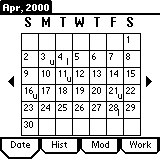 Apr, 2000
S M T W T F S
1
2 3 u 4 l 5 6 7 8
9 10 11 u 12 13 14 15
16 u 17 18 19 20 21 u 22
23 24 25 26 27 28 l 29
30
Date Hist Mod Work